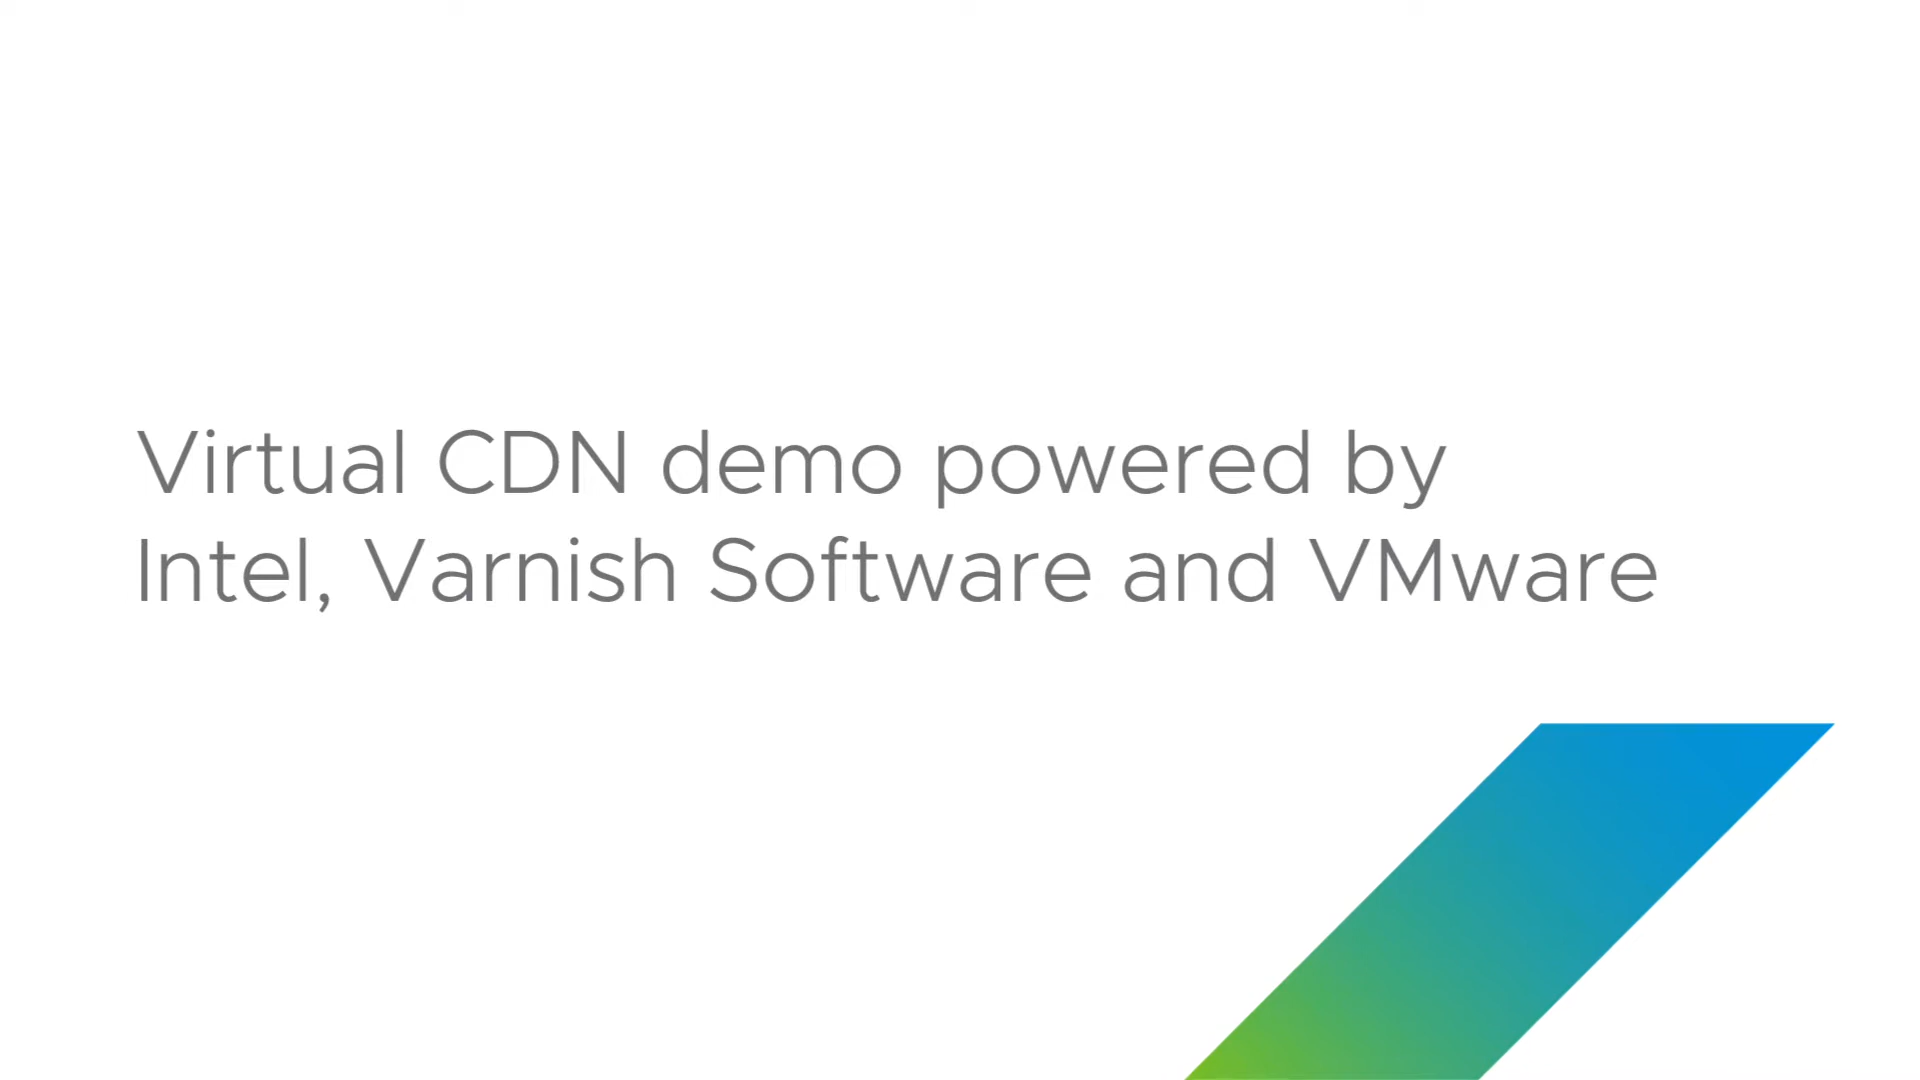 Virtual CDN demo powered by
Intel, Varnish Software and VMware